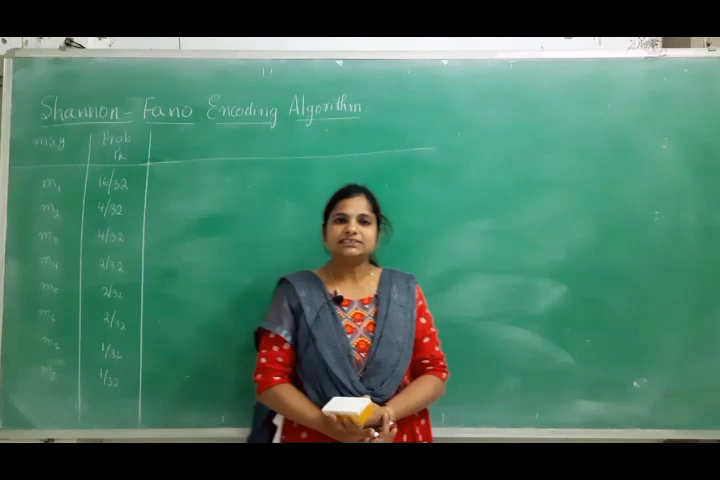 Shannon - Fano Encoding Algorithm.
msg Prob
Pk
m1 16/32
m2 4/32
m3 4/32
m4 2/32
m5 2/32
m6 2/32
m7 1/32
m8 1/32